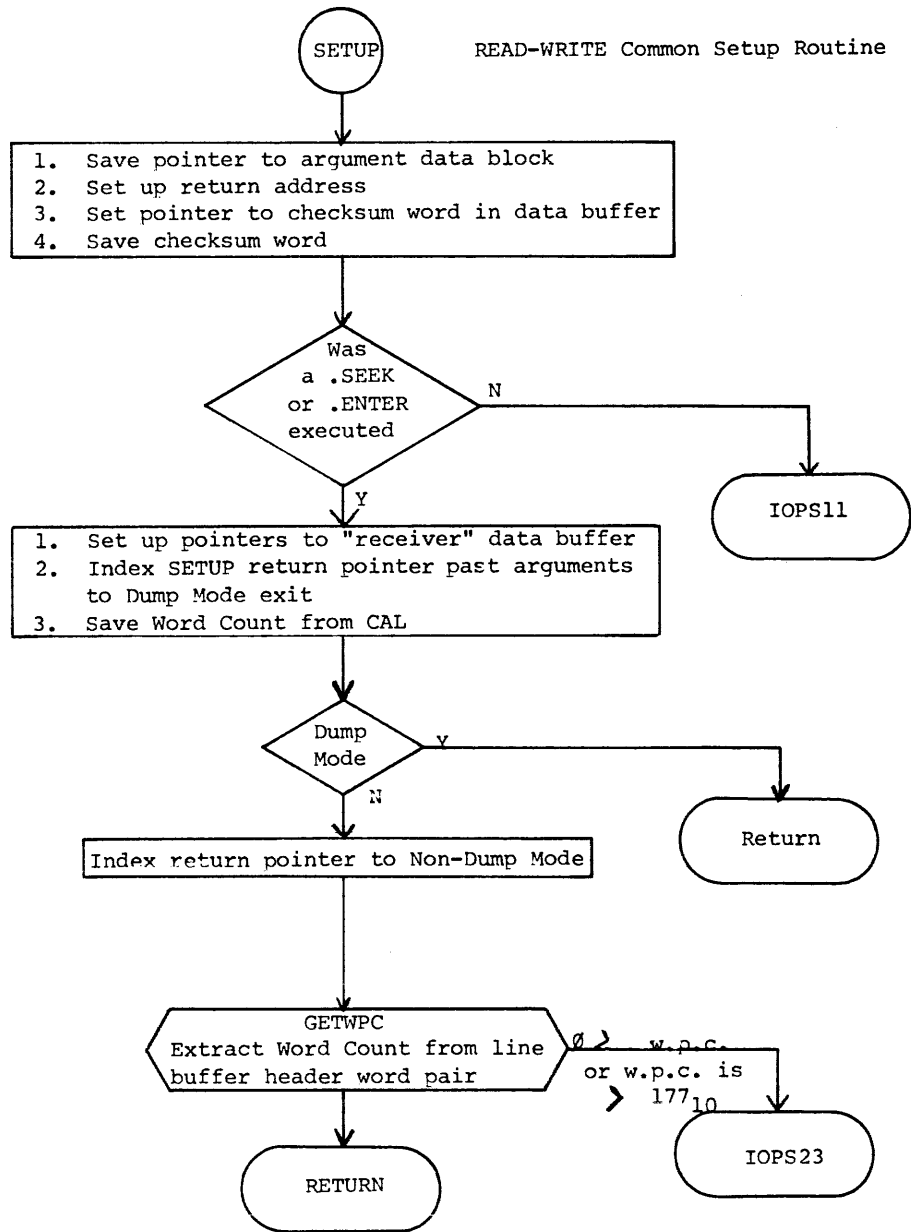 SETUP
READ-WRITE Common Setup Routine
1. Save pointer to argument data block
2. Set up return address
3. Set pointer to checksum word in data buffer
4. Save checksum word
Was
a .SEEK
or .ENTER
executed
N
Y
IOPS11
1. Set up pointers to "receiver" data buffer
2. Index SETUP return pointer past arguments
to Dump Mode exit
3. Save Word Count from CAL
Dump
Mode
Y
N
Return
Index return pointer to Non-Dump Mode
GETWPC
Extract Word Count from line
buffer header word pair
Ø > w.p.c.
or w.p.c. is
> 177₁₀
IOPS23
RETURN